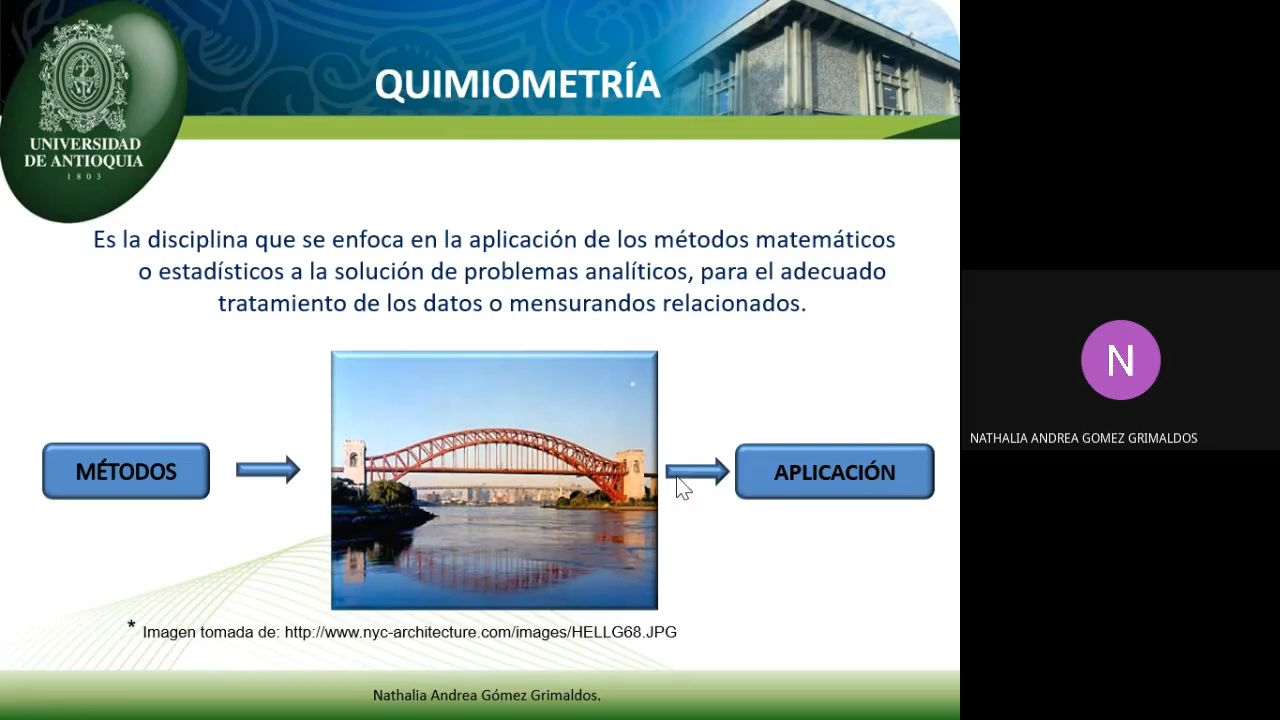 UNIVERSIDAD
DE ANTIOQUIA
1803
QUIMIOMETRÍA
Es la disciplina que se enfoca en la aplicación de los métodos matemáticos
o estadísticos a la solución de problemas analíticos, para el adecuado
tratamiento de los datos o mensurandos relacionados.
MÉTODOS
APLICACIÓN
* Imagen tomada de: http://www.nyc-architecture.com/images/HELLG68.JPG
Nathalia Andrea Gómez Grimaldos.
N
NATHALIA ANDREA GOMEZ GRIMALDOS